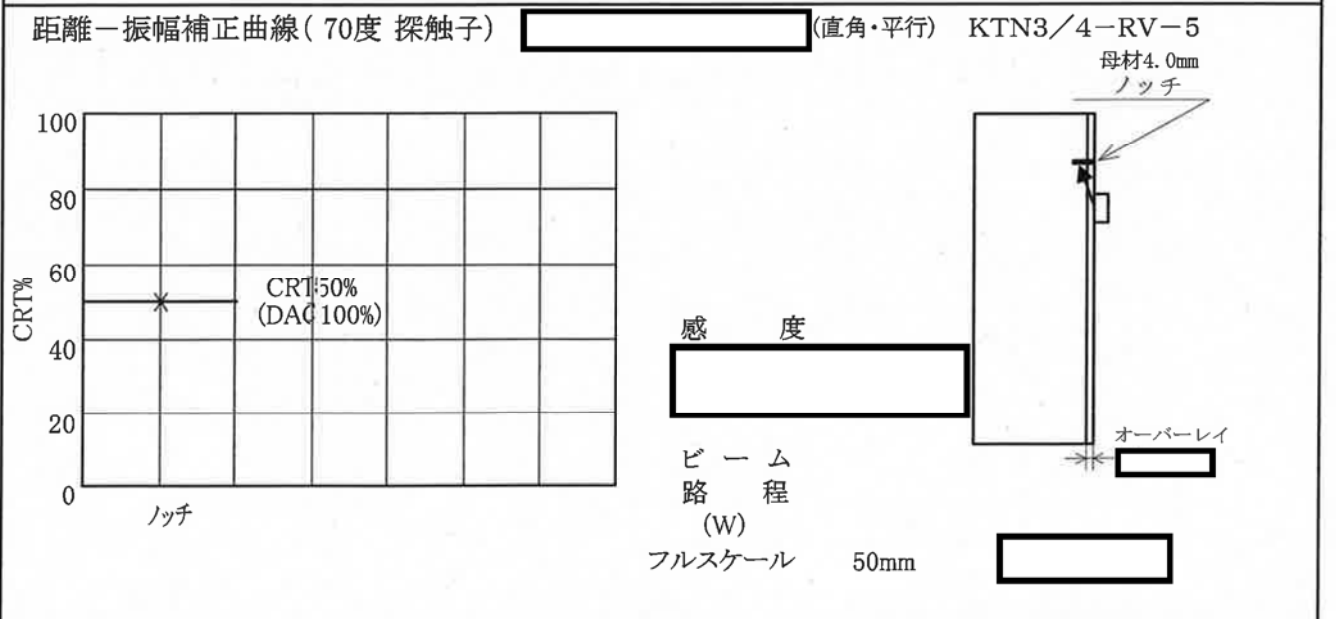 距離－振幅補正曲線( 70度 探触子) (直角・平行) KTN3／4－RV－5
母材4.0mm
ノッチ
100
80
60
40
20
0
CRT%
CRT50%
(DAC100%)
ノッチ
感 度
ビ ー ム
路 程
(W)
フルスケール 50mm
オーバーレイ